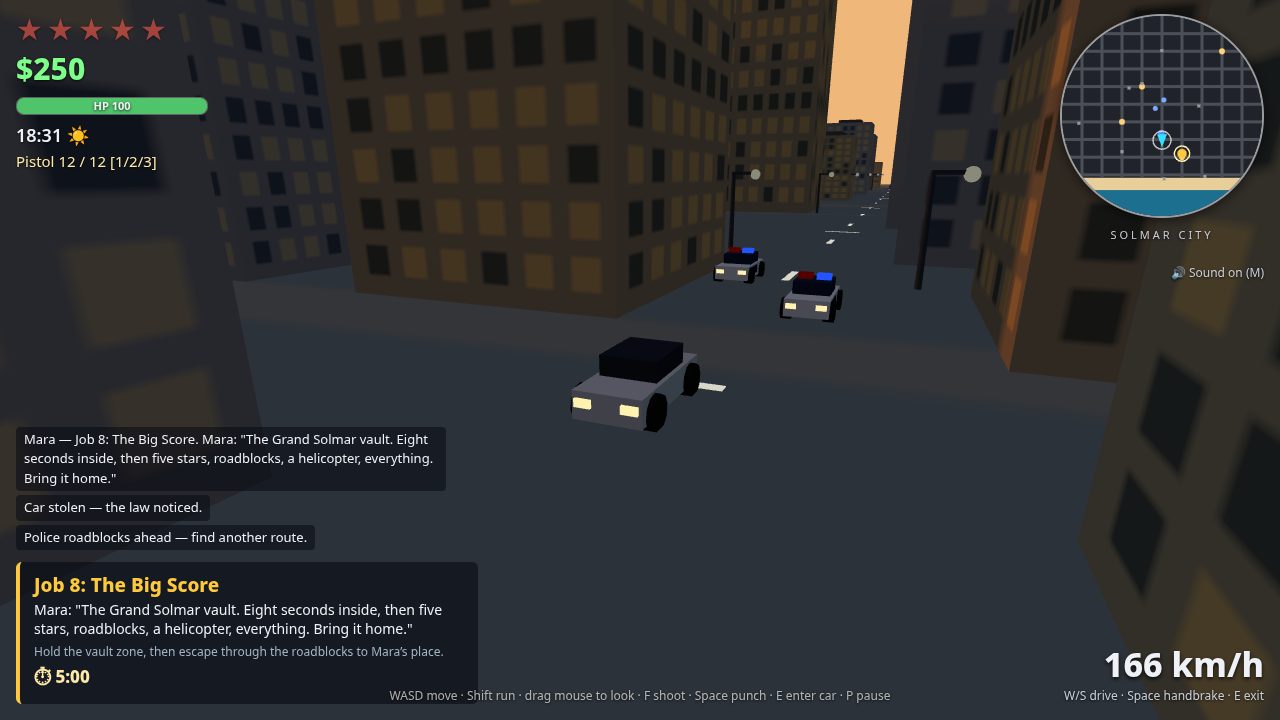 ★★★★★
$250
HP 100
18:31 ☀️
Pistol 12 / 12 [1/2/3]
SOLMAR CITY
🔊 Sound on (M)
Mara — Job 8: The Big Score. Mara: "The Grand Solmar vault. Eight
seconds inside, then five stars, roadblocks, a helicopter, everything.
Bring it home."
Car stolen — the law noticed.
Police roadblocks ahead — find another route.
Job 8: The Big Score
Mara: "The Grand Solmar vault. Eight seconds inside, then five
stars, roadblocks, a helicopter, everything. Bring it home."
Hold the vault zone, then escape through the roadblocks to Mara’s place.
⏱ 5:00
WASD move · Shift run · drag mouse to look · F shoot · Space punch · E enter car · P pause
166 km/h
W/S drive · Space handbrake · E exit